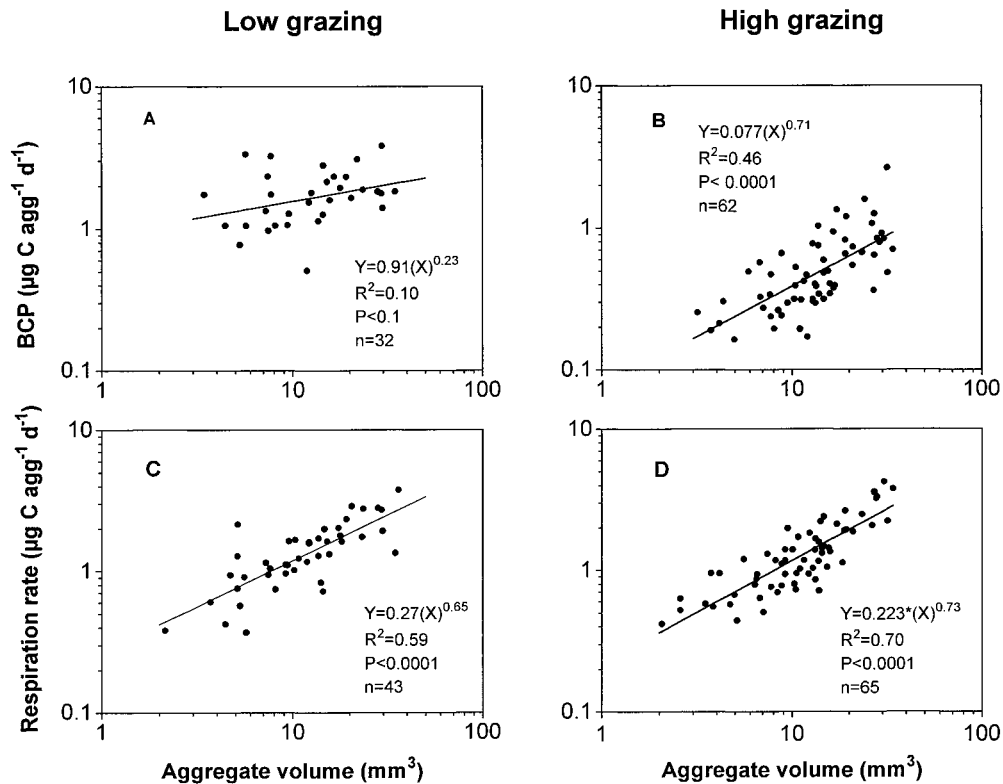 Low grazing
High grazing
BCP (µg C agg⁻¹ d⁻¹)
10
1
0.1
A
Y=0.91(X)^0.23
R²=0.10
P<0.1
n=32
1
10
100
10
1
0.1
B
Y=0.077(X)^0.71
R²=0.46
P< 0.0001
n=62
1
10
100
Respiration rate (µg C agg⁻¹ d⁻¹)
10
1
0.1
C
Y=0.27(X)^0.65
R²=0.59
P<0.0001
n=43
1
10
100
Aggregate volume (mm³)
10
1
0.1
D
Y=0.223*(X)^0.73
R²=0.70
P<0.0001
n=65
1
10
100
Aggregate volume (mm³)